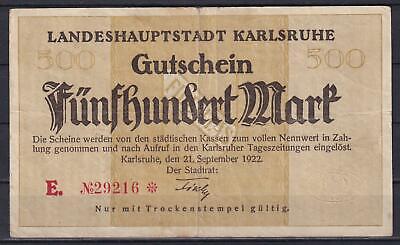 LANDESHAUPTSTADT KARLSRUHE
500 Gutschein 500
Fünfhundert Mark
Die Scheine werden von den städtischen Kassen zum vollen Nennwert in Zah-
lung genommen und nach Aufruf in den Karlsruher Tageszeitungen eingelöst.
Karlsruhe, den 21. September 1922.
Der Stadtrat:
E. №29216 *
Nur mit Trockenstempel gültig.